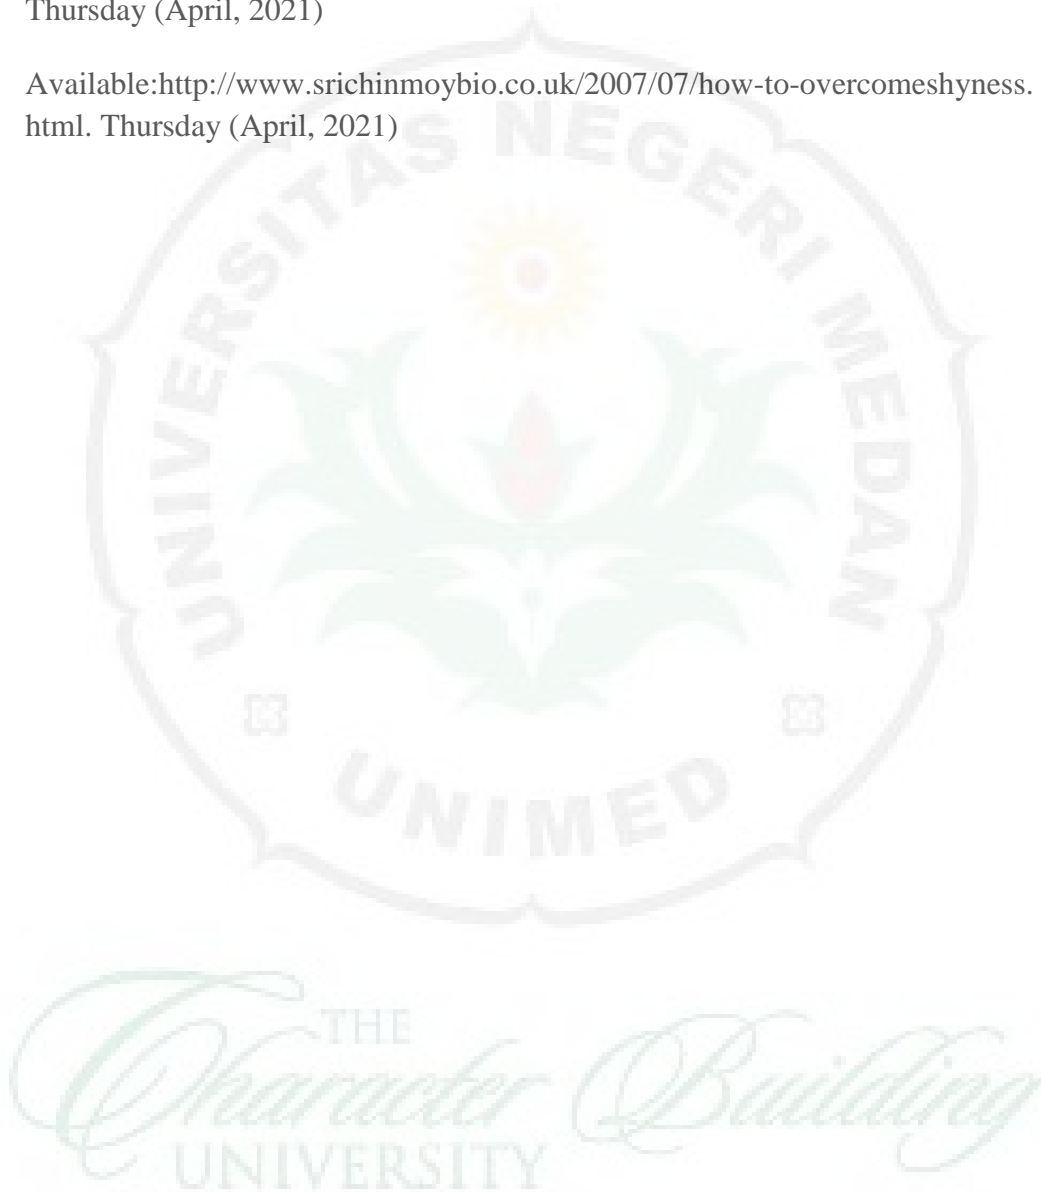 Thursday (April, 2021)
Available:http://www.srichinmoybio.co.uk/2007/07/how-to-overcomeshyness.
html. Thursday (April, 2021)
UNIVERSITAS NEGERI MEDAN
UNIMED
THE
Character Building
UNIVERSITY